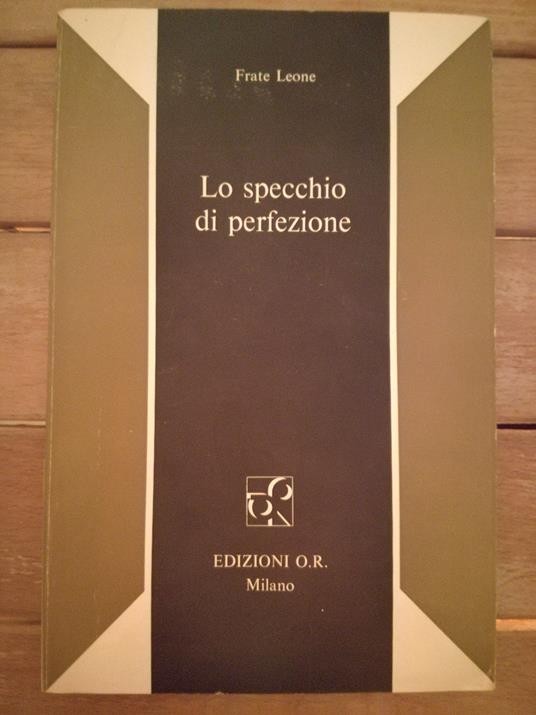 Frate Leone
Lo specchio
di perfezione
EDIZIONI O.R.
Milano